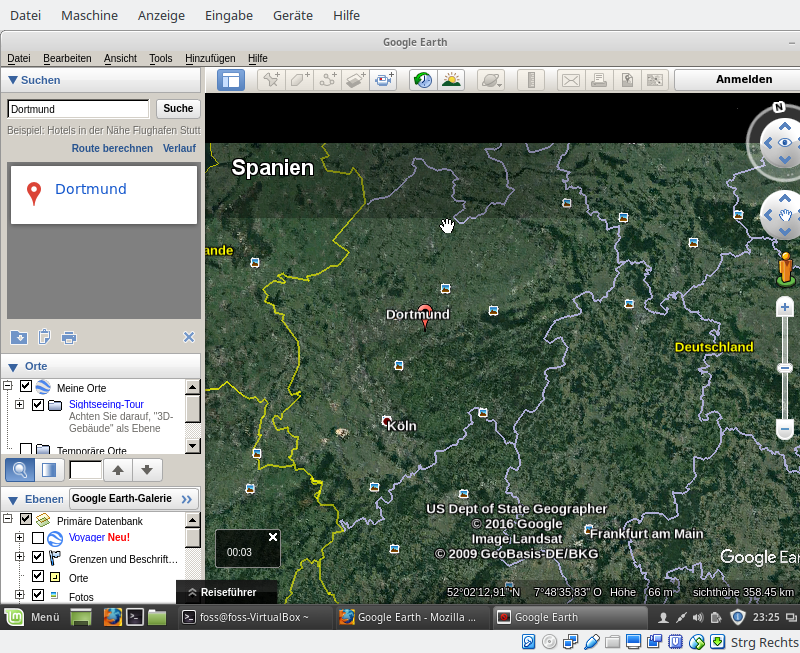 Datei Maschine Anzeige Eingabe Geräte Hilfe
Google Earth
Datei Bearbeiten Ansicht Tools Hinzufügen Hilfe
Suchen
Anmelden
Dortmund
Suche
Beispiel: Hotels in der Nähe Flughafen Stutt
Route berechnen Verlauf
Dortmund
N
Spanien
ande
Dortmund
Deutschland
Köln
Orte
Meine Orte
Sightseeing-Tour
Achten Sie darauf, "3D-
Gebäude" als Ebene
Temporäre Orte
Ebenen
Google Earth-Galerie
Primäre Datenbank
Voyager Neu!
Grenzen und Beschrift...
Orte
Fotos
US Dept of State Geographer
© 2016 Google
Image Landsat
© 2009 GeoBasis-DE/BKG
Frankfurt am Main
00:03
Google Ear
Reiseführer
52°02'12,91" N 7°48'35,83" O Höhe 66 m sichthöhe 358.45 km
Menü
foss@foss-VirtualBox ~
Google Earth - Mozilla ...
Google Earth
23:25
Strg Rechts